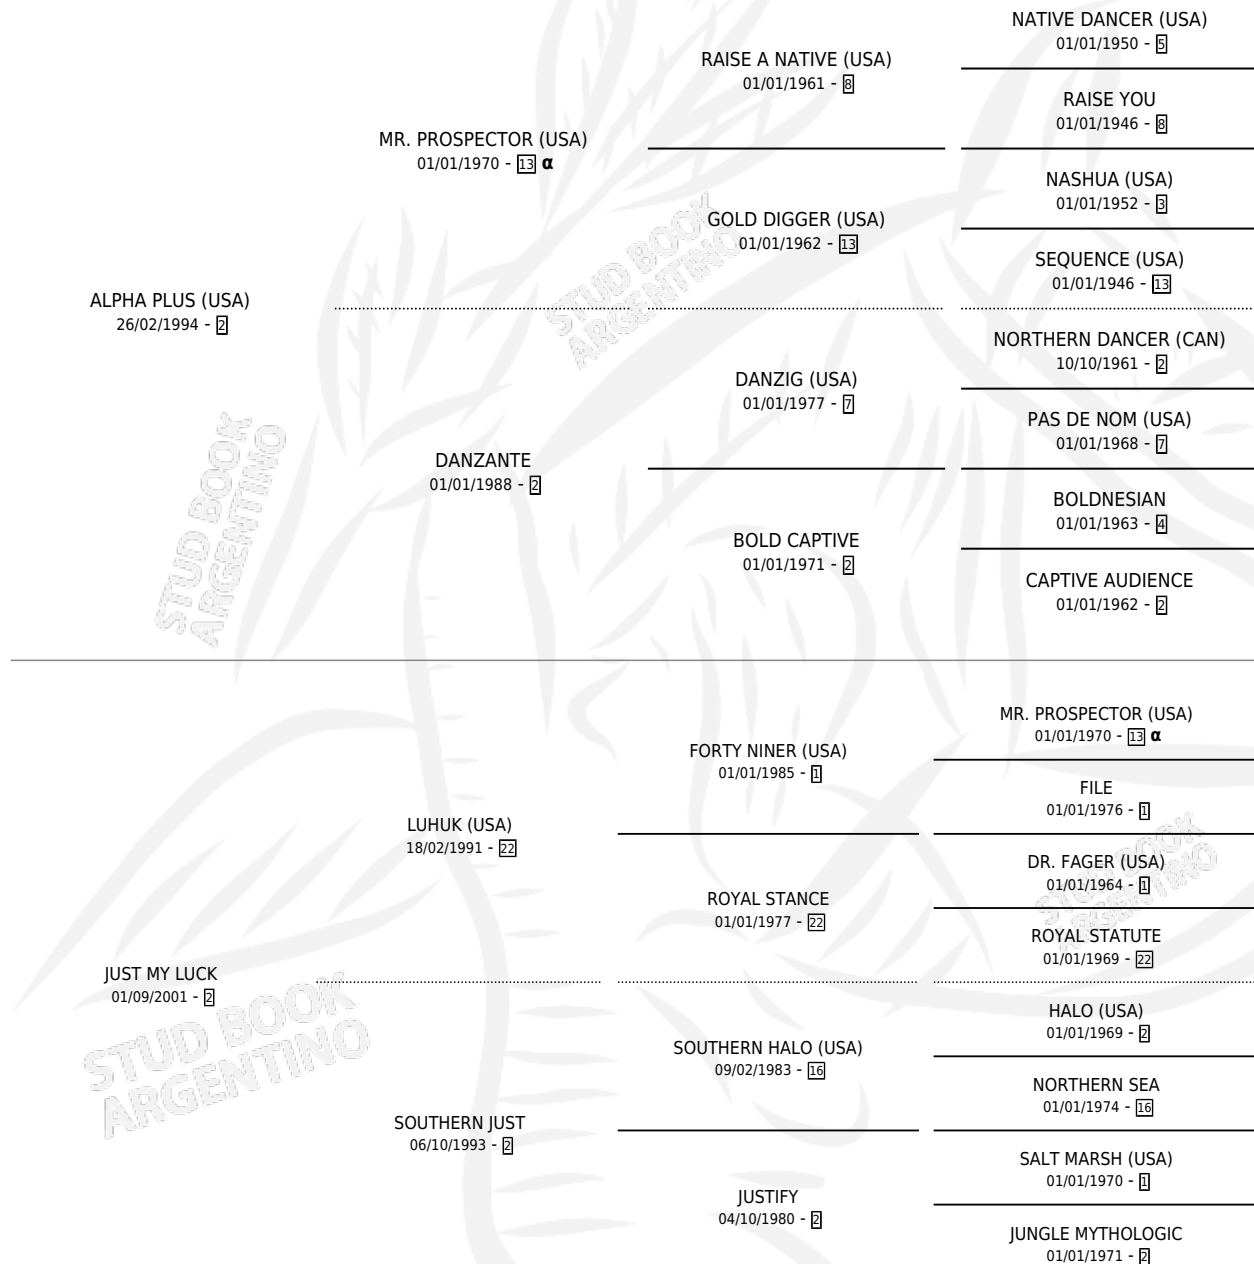 NATIVE DANCER (USA)
01/01/1950 - 5
RAISE A NATIVE (USA)
01/01/1961 - 8
RAISE YOU
01/01/1946 - 8
MR. PROSPECTOR (USA)
01/01/1970 - 13 α
NASHUA (USA)
01/01/1952 - 3
GOLD DIGGER (USA)
01/01/1962 - 13
SEQUENCE (USA)
01/01/1946 - 13
ALPHA PLUS (USA)
26/02/1994 - 2
STUD BOOK
ARGENTINO
NORTHERN DANCER (CAN)
10/10/1961 - 2
DANZIG (USA)
01/01/1977 - 7
PAS DE NOM (USA)
01/01/1968 - 7
DANZANTE
01/01/1988 - 2
BOLDNESIAN
01/01/1963 - 4
BOLD CAPTIVE
01/01/1971 - 2
CAPTIVE AUDIENCE
01/01/1962 - 2
STUD BOOK
ARGENTINO
MR. PROSPECTOR (USA)
01/01/1970 - 13 α
FORTY NINER (USA)
01/01/1985 - 1
FILE
01/01/1976 - 1
LUHUK (USA)
18/02/1991 - 22
DR. FAGER (USA)
01/01/1964 - 1
ROYAL STANCE
01/01/1977 - 22
ROYAL STATUTE
01/01/1969 - 22
STUD BOOK
ARGENTINO
JUST MY LUCK
01/09/2001 - 2
STUD BOOK
ARGENTINO
HALO (USA)
01/01/1969 - 2
SOUTHERN HALO (USA)
09/02/1983 - 16
NORTHERN SEA
01/01/1974 - 16
SOUTHERN JUST
06/10/1993 - 2
SALT MARSH (USA)
01/01/1970 - 1
JUSTIFY
04/10/1980 - 2
JUNGLE MYTHOLOGIC
01/01/1971 - 2